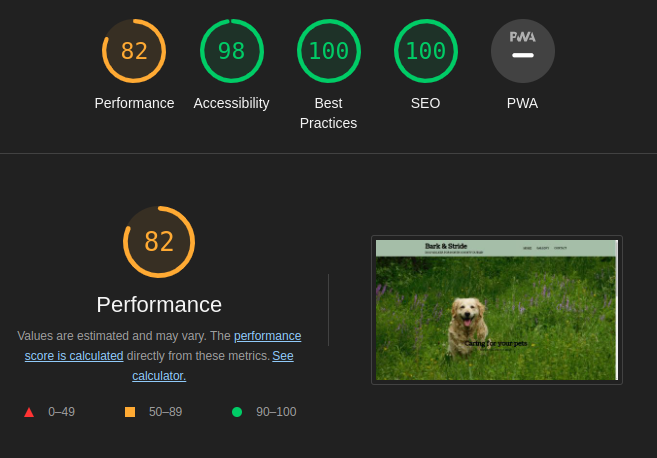 82
98
100
100
PWA
Performance
Accessibility
Best
Practices
SEO
PWA
82
Performance
Values are estimated and may vary. The performance
score is calculated directly from these metrics. See
calculator.
0–49
50–89
90–100
Bark & Stride
Caring for your pets